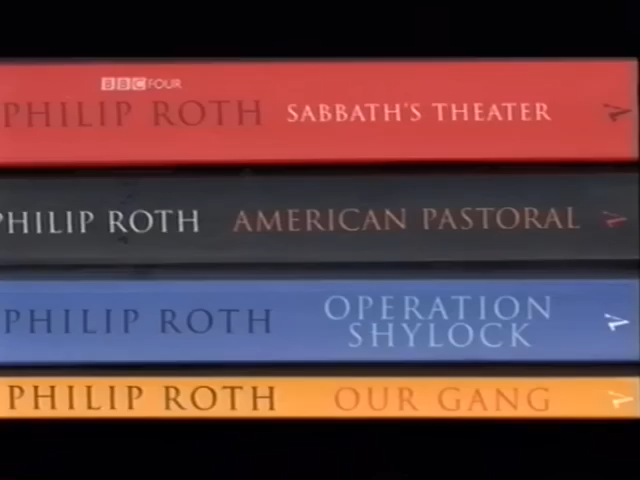 BBC FOUR
PHILIP ROTH SABBATH'S THEATER V
PHILIP ROTH AMERICAN PASTORAL V
PHILIP ROTH OPERATION SHYLOCK V
PHILIP ROTH OUR GANG V